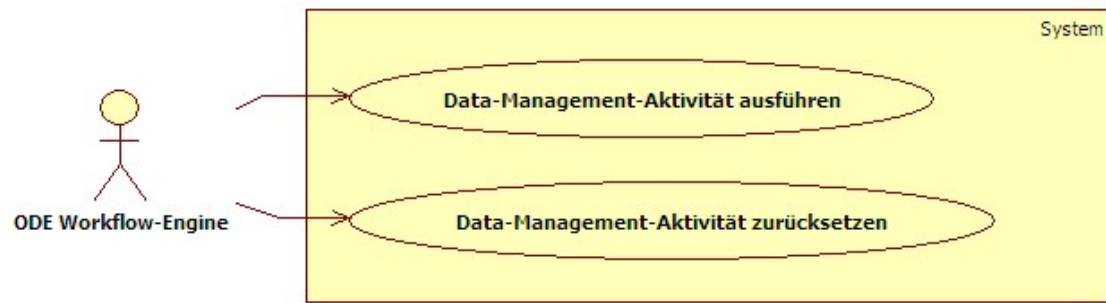 System
Data-Management-Aktivität ausführen
Data-Management-Aktivität zurücksetzen
ODE Workflow-Engine